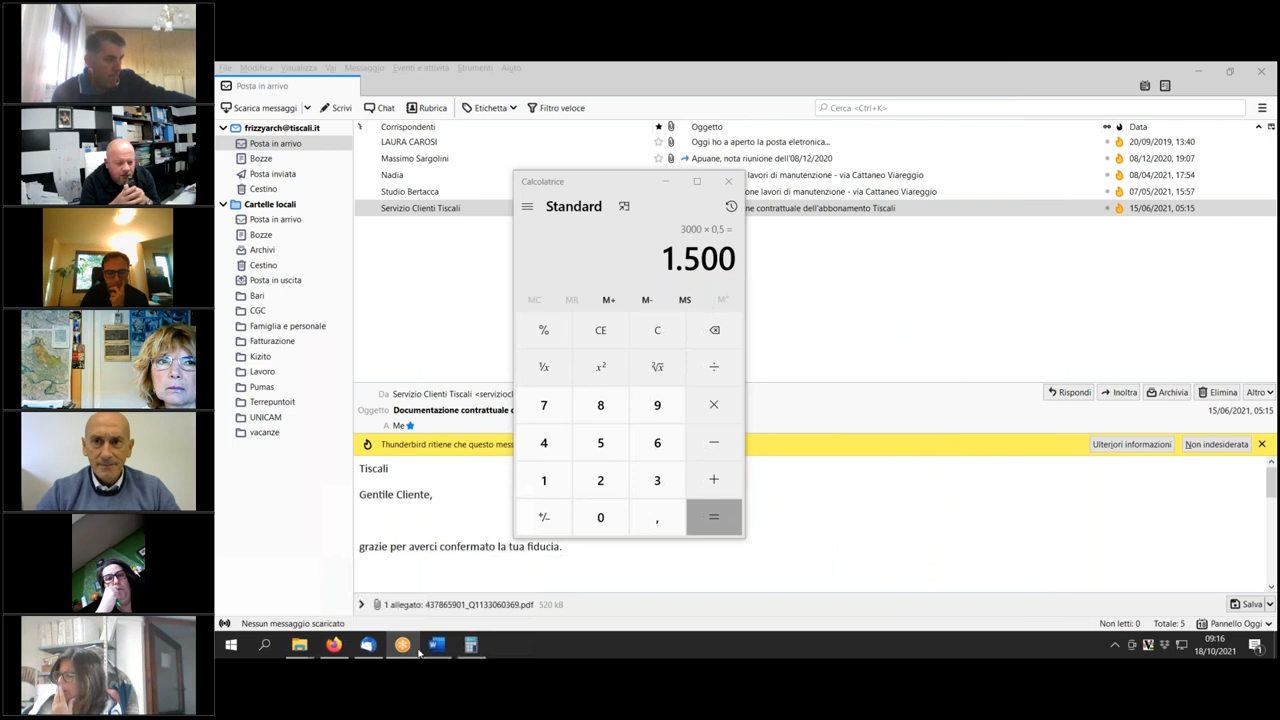 File Modifica Visualizza Vai Messaggio Eventi e attività Strumenti Aiuto
Posta in arrivo
Scarica messaggi Scrivi Chat Rubrica Etichetta Filtro veloce Cerca <Ctrl+K>
frizzyarch@tiscali.it
Posta in arrivo
Bozze
Posta inviata
Cestino
Cartelle locali
Posta in arrivo
Bozze
Archivi
Cestino
Posta in uscita
Bari
CGC
Famiglia e personale
Fatturazione
Kizito
Lavoro
Pumas
Terrepuntoit
UNICAM
vacanze
Corrispondenti Oggetto Data
LAURA CAROSI Oggi ho a aperto la posta eletronica... 20/09/2019, 13:40
Massimo Sargolini Apuane, nota riunione dell'08/12/2020 08/12/2020, 19:07
Nadia lavori di manutenzione - via Cattaneo Viareggio 08/04/2021, 17:54
Studio Bertacca lavori di manutenzione - via Cattaneo Viareggio 07/05/2021, 15:57
Servizio Clienti Tiscali contrattuale dell'abbonamento Tiscali 15/06/2021, 05:15
Calcolatrice
Standard
3000 × 0,5 =
1.500
MC MR M+ M- MS
% CE C
¹/x x² ²√x ÷
7 8 9 ×
4 5 6 −
1 2 3 +
+/− 0 , =
Da Servizio Clienti Tiscali Rispondi Inoltra Archivia Elimina Altro
Oggetto Documentazione contrattuale 15/06/2021, 05:15
A Me
Thunderbird ritiene che questo Ulteriori informazioni Non indesiderata
Tiscali
Gentile Cliente,
grazie per averci confermato la tua fiducia.
1 allegato: 437865901_Q1133060369.pdf 520 kB Salva
Nessun messaggio scaricato Non letti: 0 Totale: 5 Pannello Oggi
09:16
18/10/2021